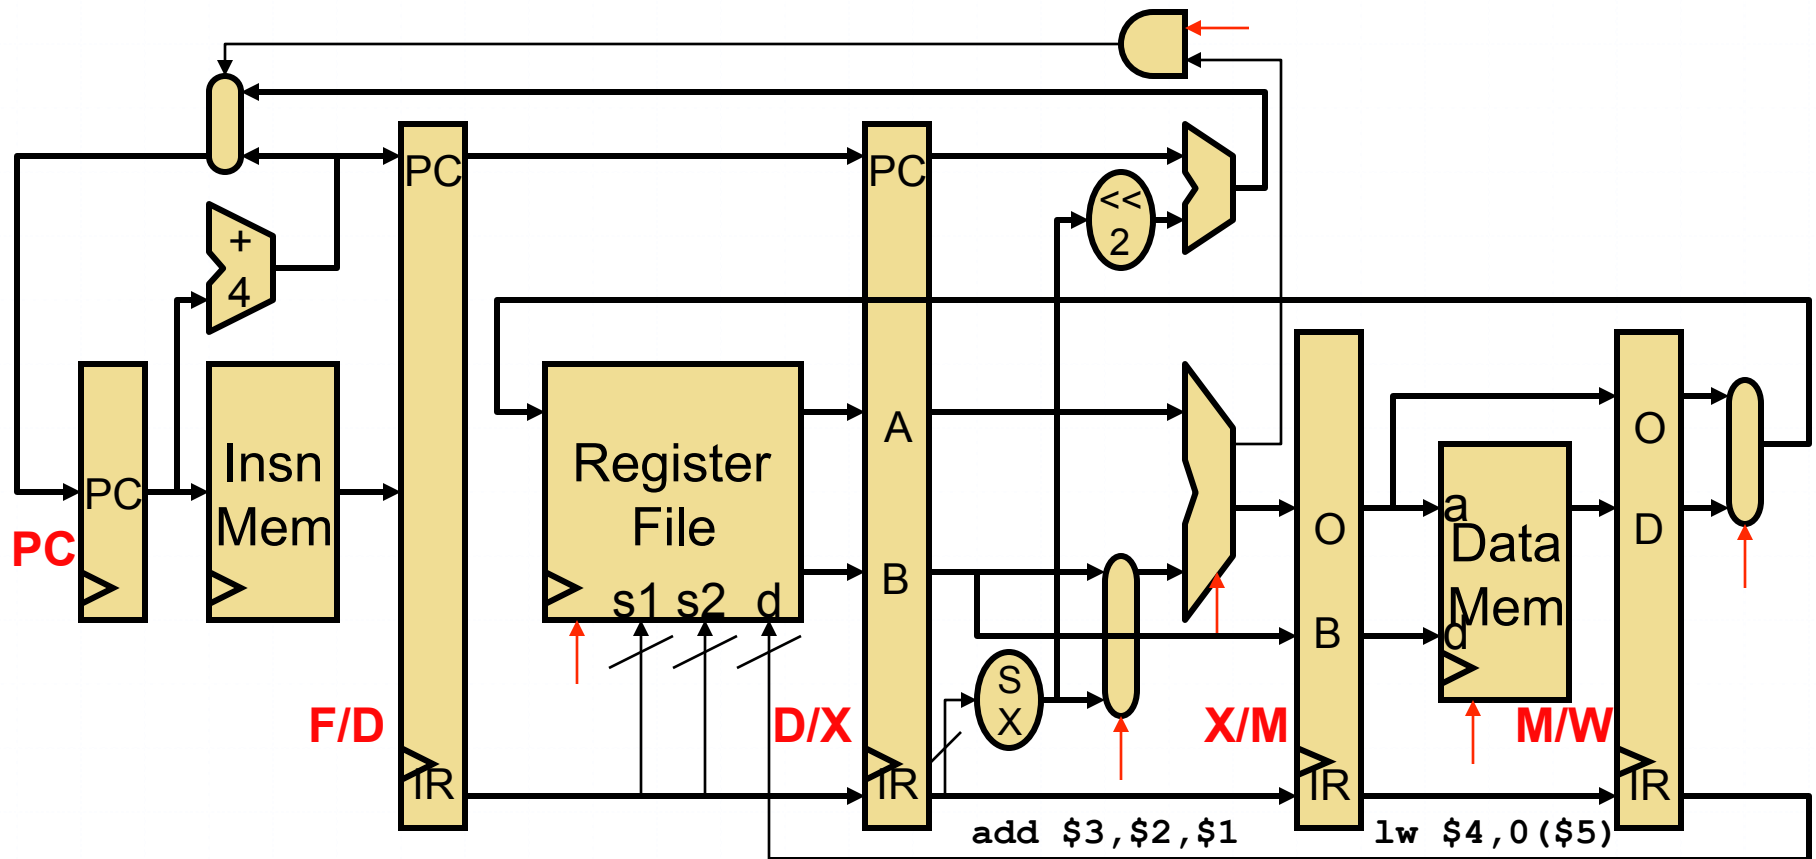 +
4
PC
PC
<<
2
PC
Insn
Mem
Register
File
s1 s2 d
A
B
O
B
a
Data
Mem
d
O
D
S
X
PC
F/D
D/X
X/M
M/W
IR
IR
IR
IR
add $3,$2,$1
lw $4,0($5)